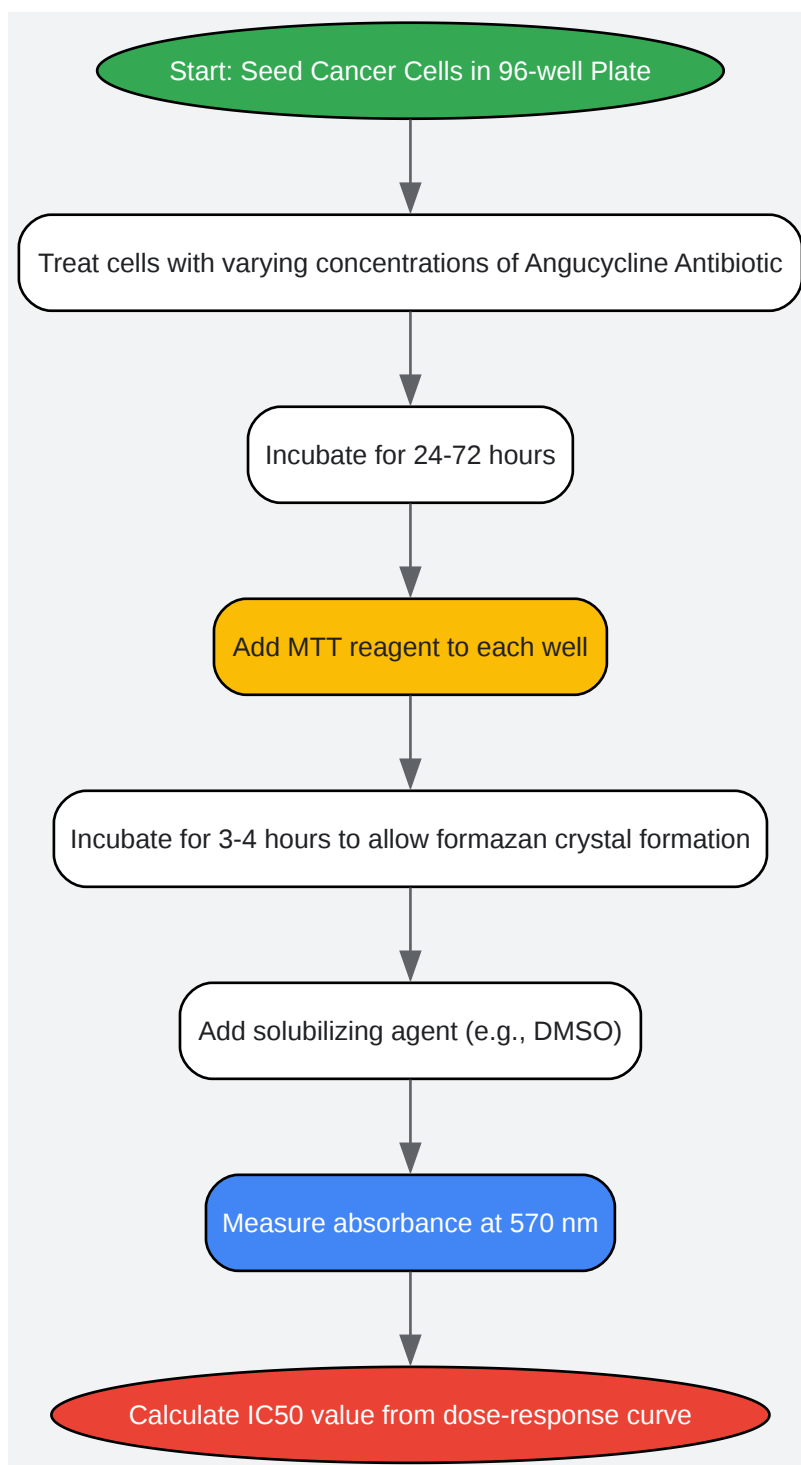 Start: Seed Cancer Cells in 96-well Plate
Treat cells with varying concentrations of Angucycline Antibiotic
Incubate for 24-72 hours
Add MTT reagent to each well
Incubate for 3-4 hours to allow formazan crystal formation
Add solubilizing agent (e.g., DMSO)
Measure absorbance at 570 nm
Calculate IC50 value from dose-response curve